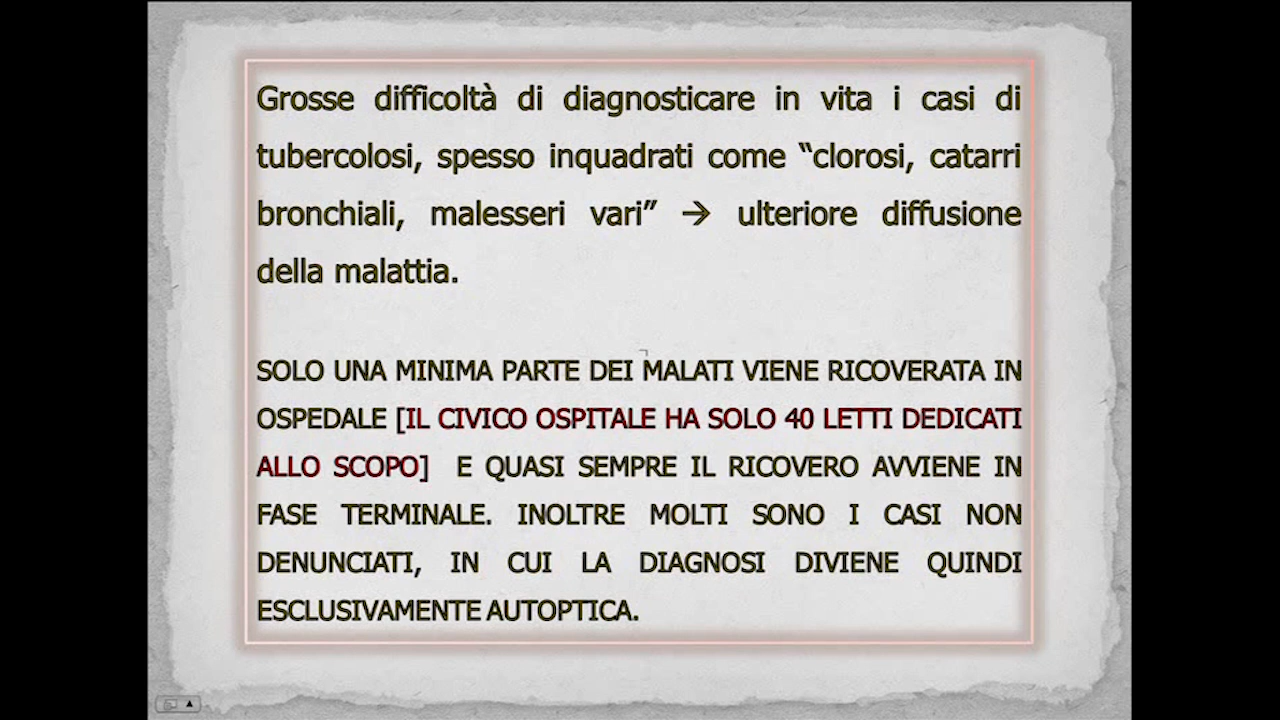 Grosse difficoltà di diagnosticare in vita i casi di
tubercolosi, spesso inquadrati come “clorosi, catarri
bronchiali, malesseri vari” → ulteriore diffusione
della malattia.
SOLO UNA MINIMA PARTE DEI MALATI VIENE RICOVERATA IN
OSPEDALE [IL CIVICO OSPITALE HA SOLO 40 LETTI DEDICATI
ALLO SCOPO] E QUASI SEMPRE IL RICOVERO AVVIENE IN
FASE TERMINALE. INOLTRE MOLTI SONO I CASI NON
DENUNCIATI, IN CUI LA DIAGNOSI DIVIENE QUINDI
ESCLUSIVAMENTE AUTOPTICA.